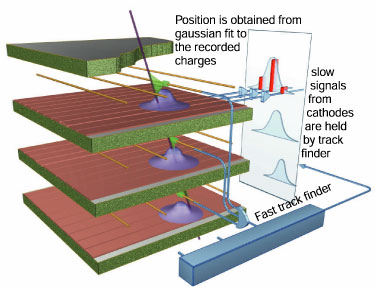 Position is obtained from
gaussian fit to
the recorded
charges
slow
signals
from
cathodes
are held
by track
finder
Fast track finder